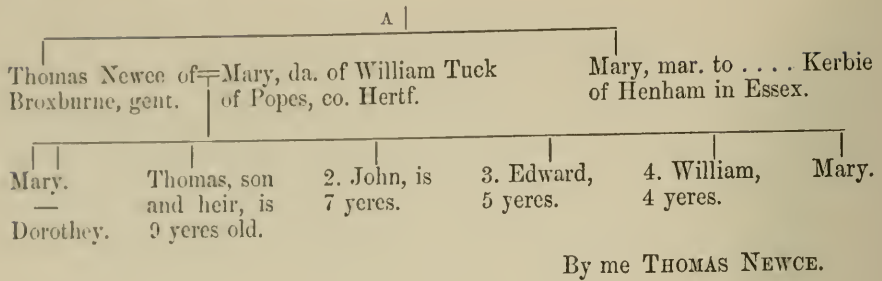 A
Thomas Newce of
Broxburne, gent.
Mary, da. of William Tuck
of Popes, co. Hertf.
Mary, mar. to .... Kerbie
of Henham in Essex.
Mary.
—
Dorothey.
Thomas, son
and heir, is
9 yeres old.
2. John, is
7 yeres.
3. Edward,
5 yeres.
4. William,
4 yeres.
Mary.
By me THOMAS NEWCE.